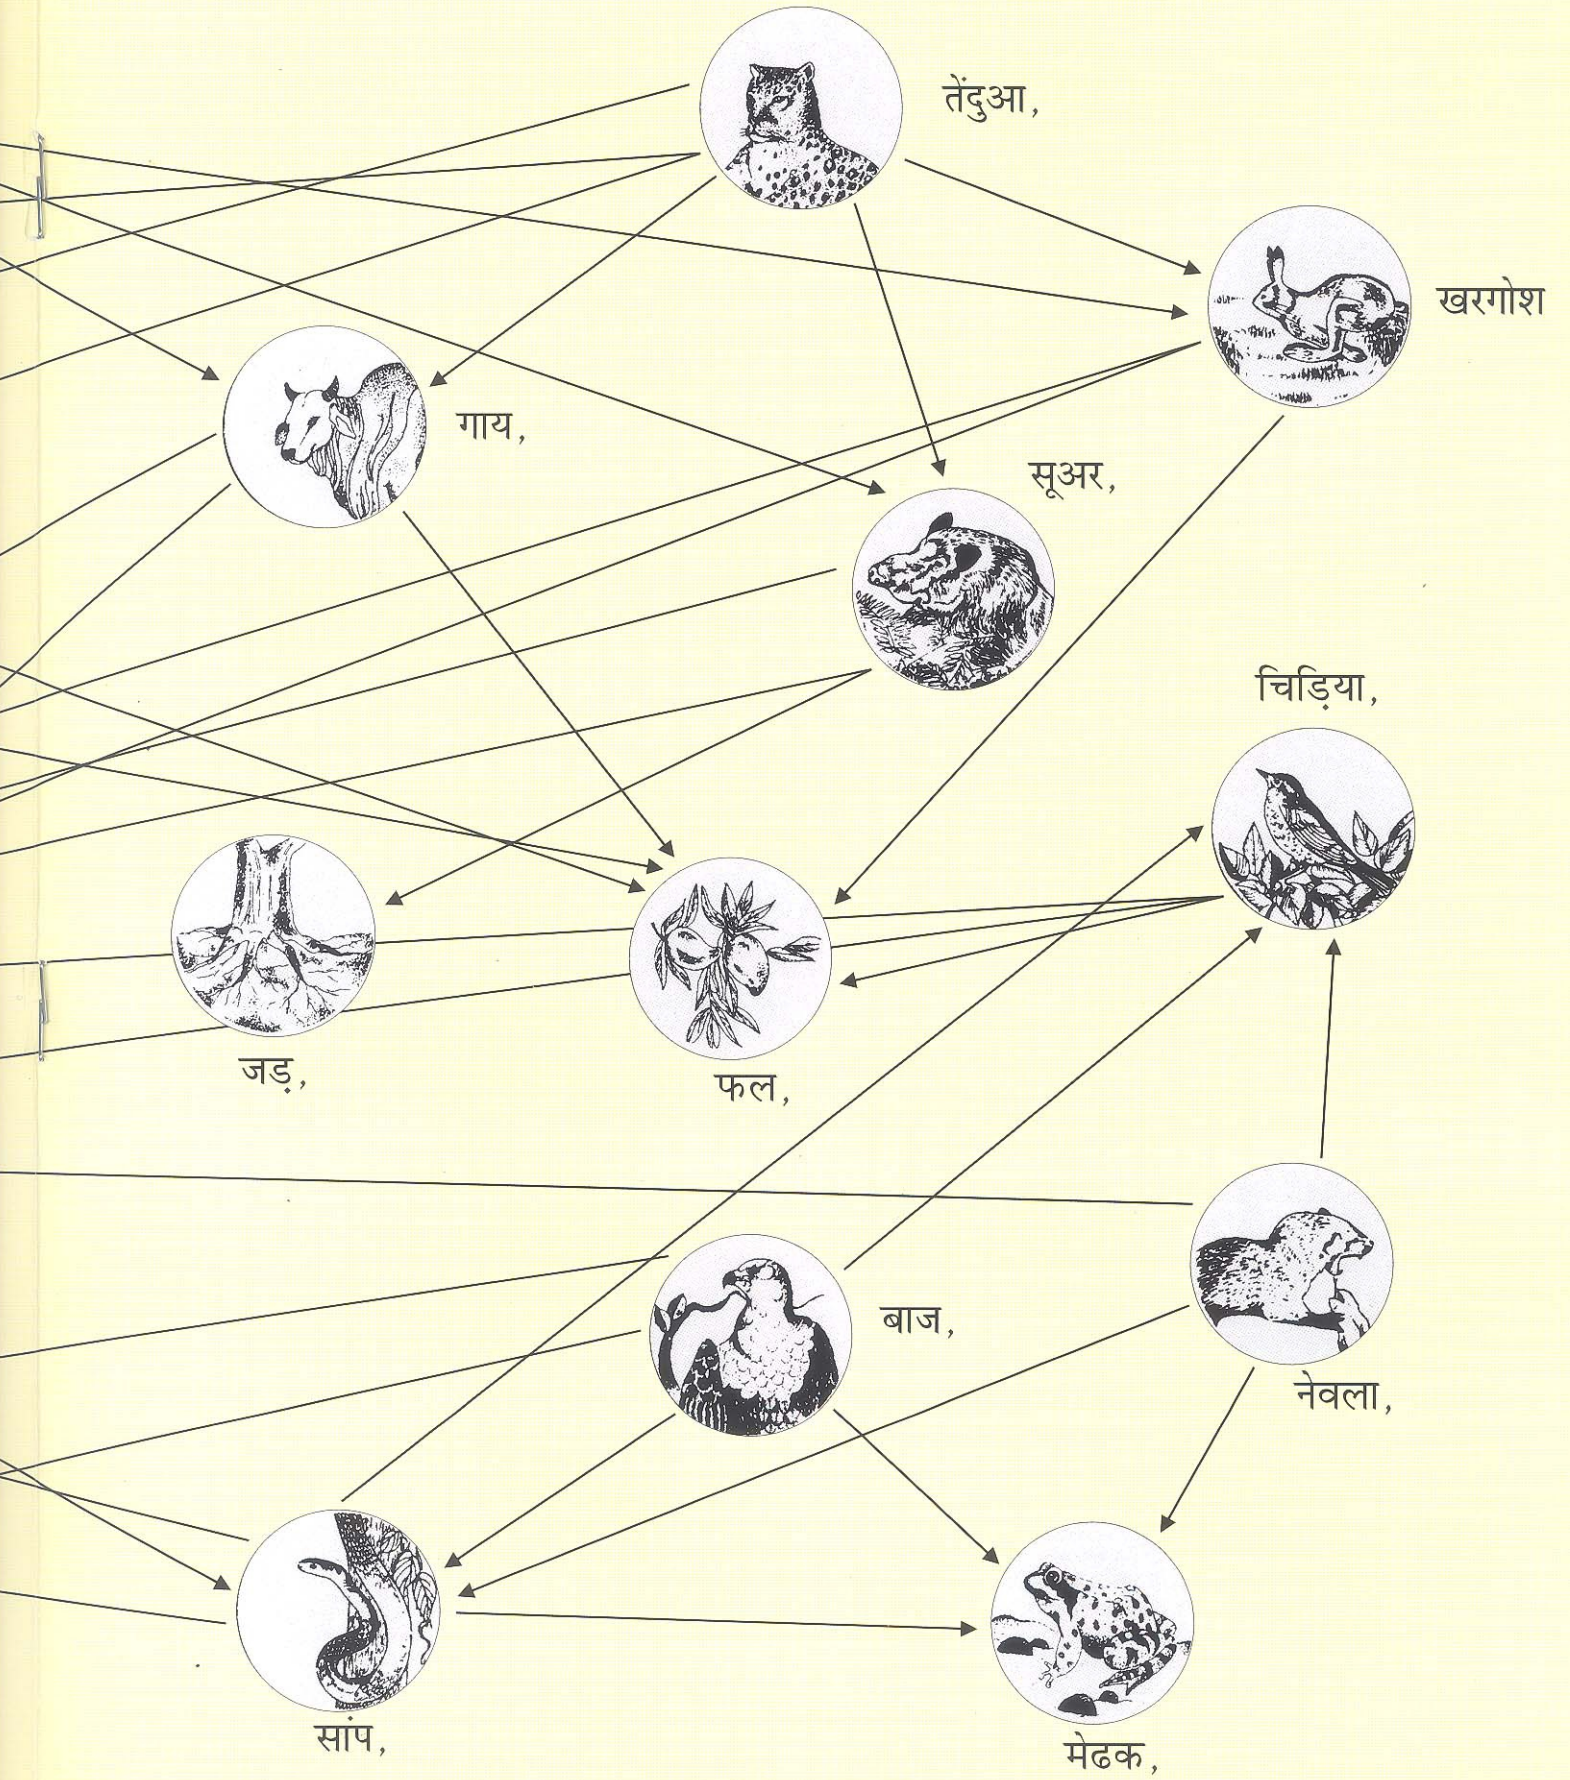 तेंदुआ,
खरगोश
गाय,
सूअर,
चिड़िया,
जड़,
फल,
बाज,
नेवला,
सांप,
मेढक,